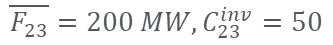 $\overline{F_{23}} = 200\ MW, C_{23}^{inv} = 50$